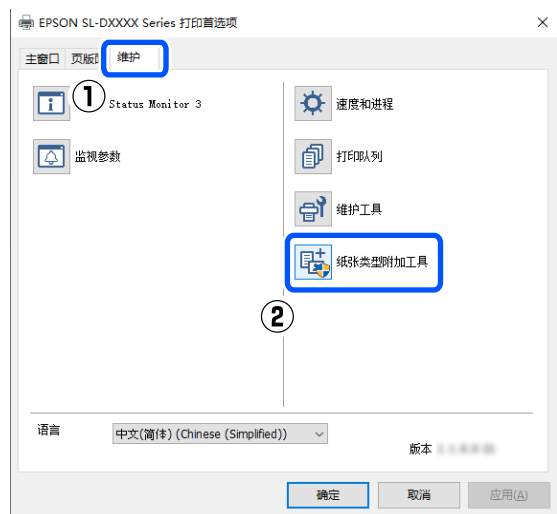 EPSON SL-DXXXX Series 打印首选项
主窗口 页版 维护
①
Status Monitor 3
速度和进程
监视参数
打印队列
维护工具
纸张类型附加工具
②
语言
中文(简体) (Chinese (Simplified))
版本
确定 取消 应用(A)